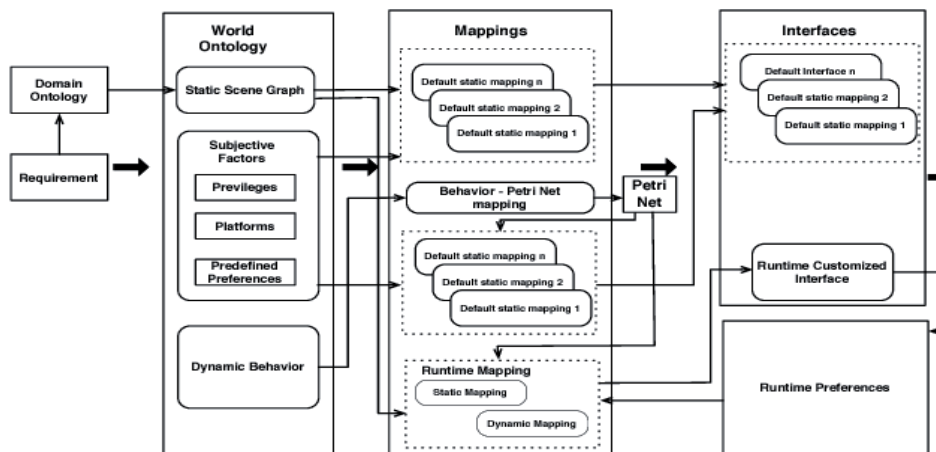 World
Ontology
Mappings
Interfaces
Domain
Ontology
Requirement
Static Scene Graph
Subjective
Factors
Previleges
Platforms
Predefined
Preferences
Dynamic Behavior
Default static mapping n
Default static mapping 2
Default static mapping 1
Behavior - Petri Net
mapping
Petri
Net
Default static mapping n
Default static mapping 2
Default static mapping 1
Runtime Mapping
Static Mapping
Dynamic Mapping
Default Interface n
Default static mapping 2
Default static mapping 1
Runtime Customized
Interface
Runtime Preferences